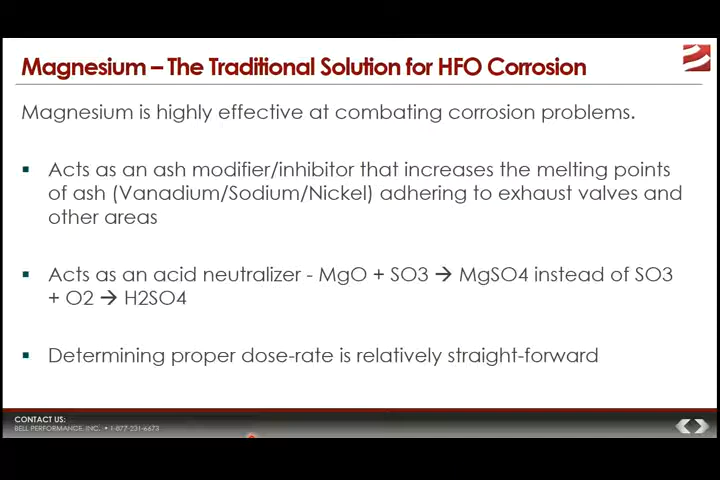 Magnesium – The Traditional Solution for HFO Corrosion
Magnesium is highly effective at combating corrosion problems.
▪ Acts as an ash modifier/inhibitor that increases the melting points
of ash (Vanadium/Sodium/Nickel) adhering to exhaust valves and
other areas
▪ Acts as an acid neutralizer - MgO + SO3 → MgSO4 instead of SO3
+ O2 → H2SO4
▪ Determining proper dose-rate is relatively straight-forward
CONTACT US:
BELL PERFORMANCE, INC. • 1-877-231-6673